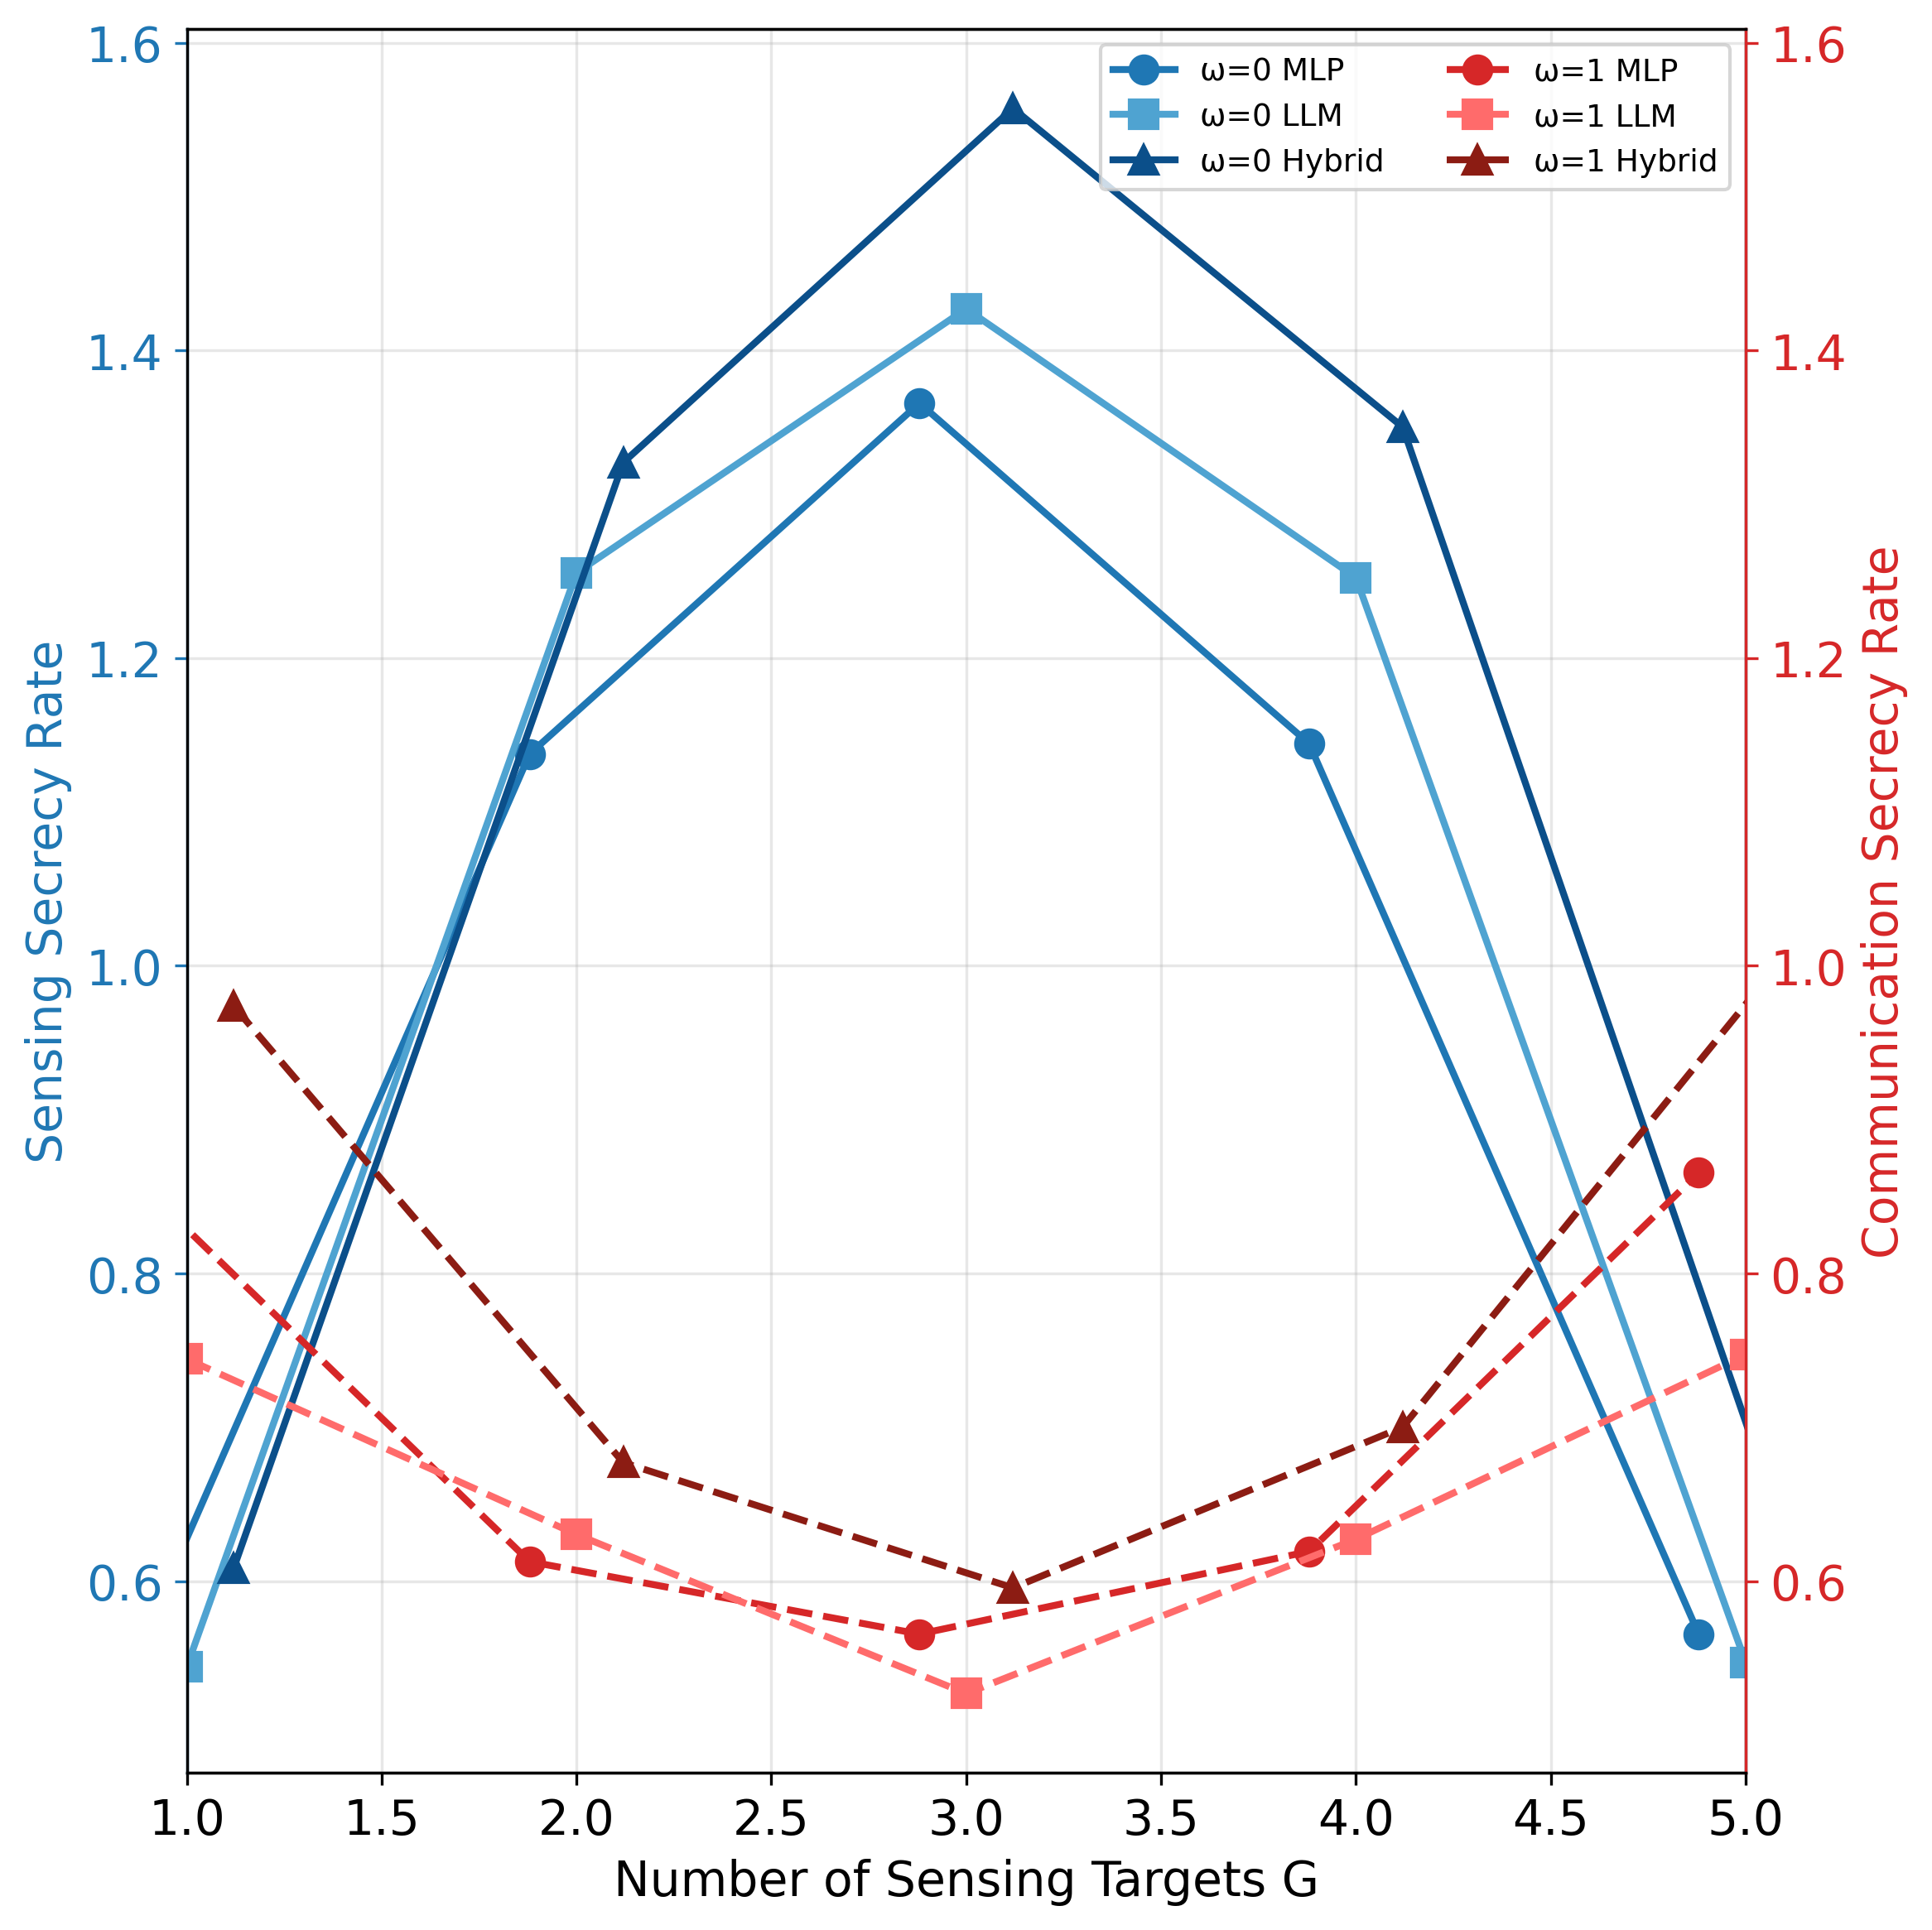 1.6
1.4
1.2
1.0
0.8
0.6
Sensing Secrecy Rate
ω=0 MLP
ω=0 LLM
ω=0 Hybrid
ω=1 MLP
ω=1 LLM
ω=1 Hybrid
1.6
1.4
1.2
1.0
0.8
0.6
Communication Secrecy Rate
1.0 1.5 2.0 2.5 3.0 3.5 4.0 4.5 5.0
Number of Sensing Targets G